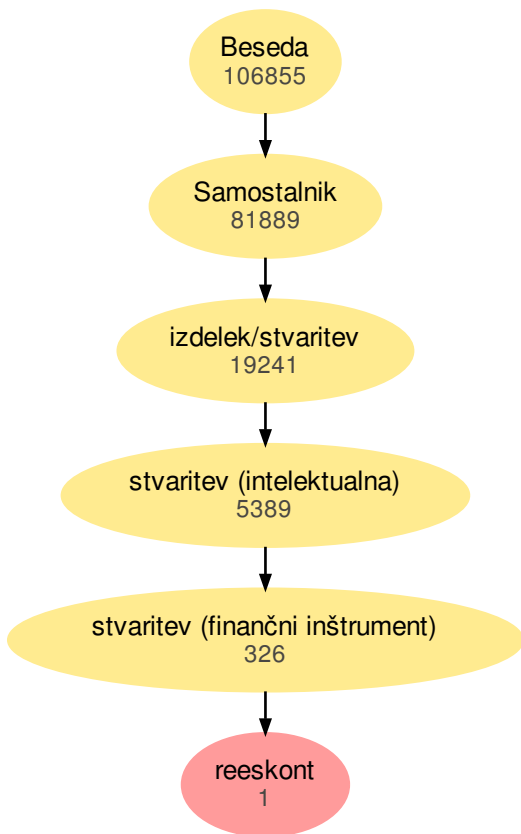 Beseda
106855
Samostalnik
81889
izdelek/stvaritev
19241
stvaritev (intelektualna)
5389
stvaritev (finančni inštrument)
326
reeskont
1